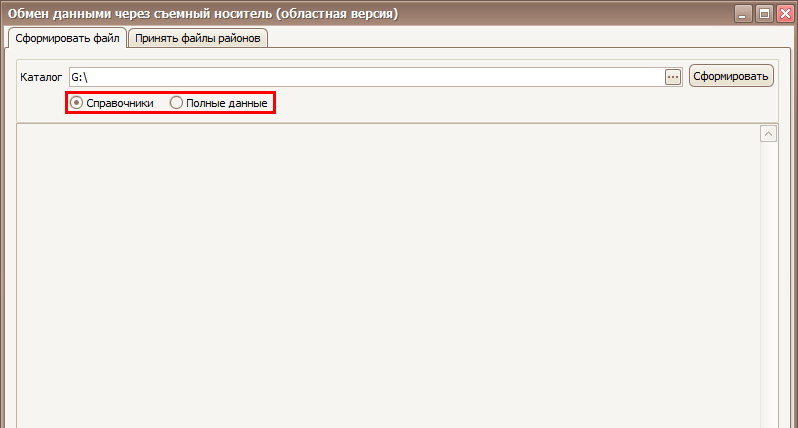 Обмен данными через съемный носитель (областная версия)
Сформировать файл Принять файлы районов
Каталог G:\ ... Сформировать
Справочники Полные данные